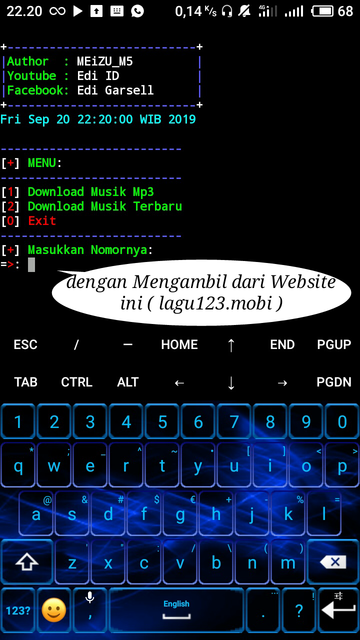 22.20 0,14 K/s 4G 68
+---------------------+
|Author : MEiZU_M5 |
|Youtube : Edi ID |
|Facebook: Edi Garsell |
+---------------------+
Fri Sep 20 22:20:00 WIB 2019
--------------------
[+] MENU:
--------------------
[1] Download Musik Mp3
[2] Download Musik Terbaru
[0] Exit
--------------------
[+] Masukkan Nomornya:
=>:
dengan Mengambil dari Website
ini ( lagu123.mobi )
ESC / — HOME ↑ END PGUP
TAB CTRL ALT ← ↓ → PGDN
1 2 3 4 5 6 7 8 9 0
q w e r t y u i o p
a s d f g h j k l
z x c v b n m
123? , English . ?